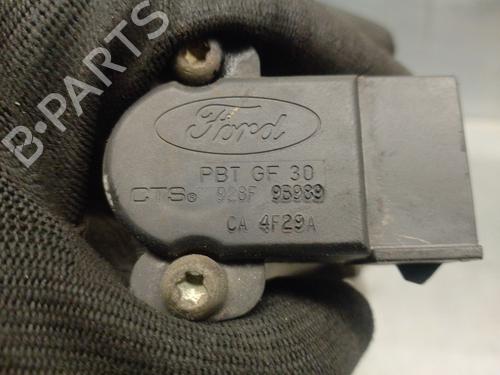 B-PARTS
Ford
PBT GF 30
CTS® 928F 9B989
CA 4F29A